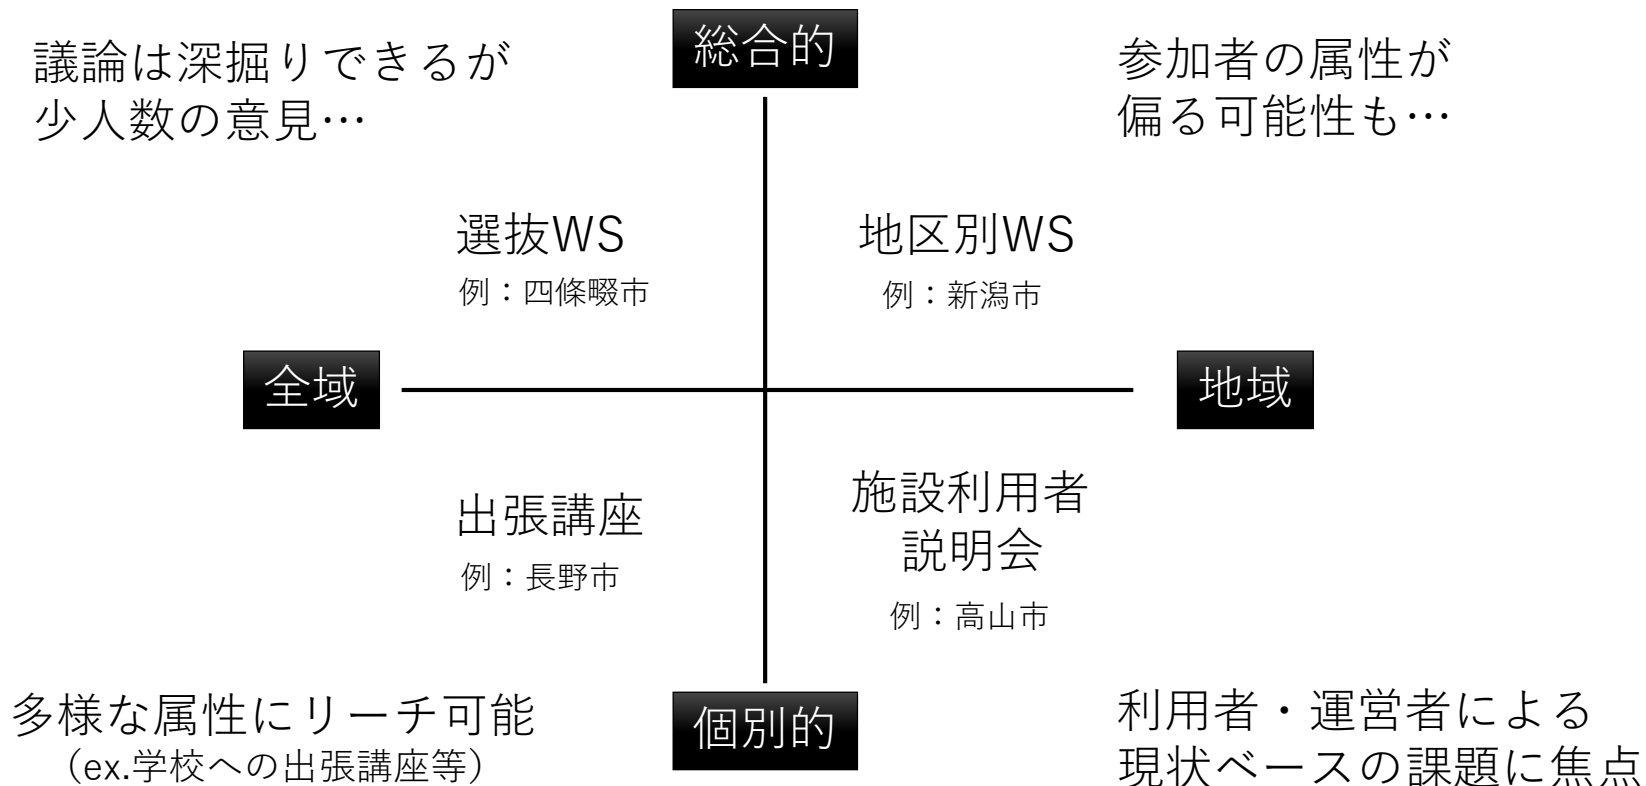 総合的
議論は深掘りできるが
少人数の意見…
参加者の属性が
偏る可能性も…
選抜WS
例：四條畷市
地区別WS
例：新潟市
全域
地域
出張講座
例：長野市
施設利用者
説明会
例：高山市
多様な属性にリーチ可能
（ex.学校への出張講座等）
個別的
利用者・運営者による
現状ベースの課題に焦点